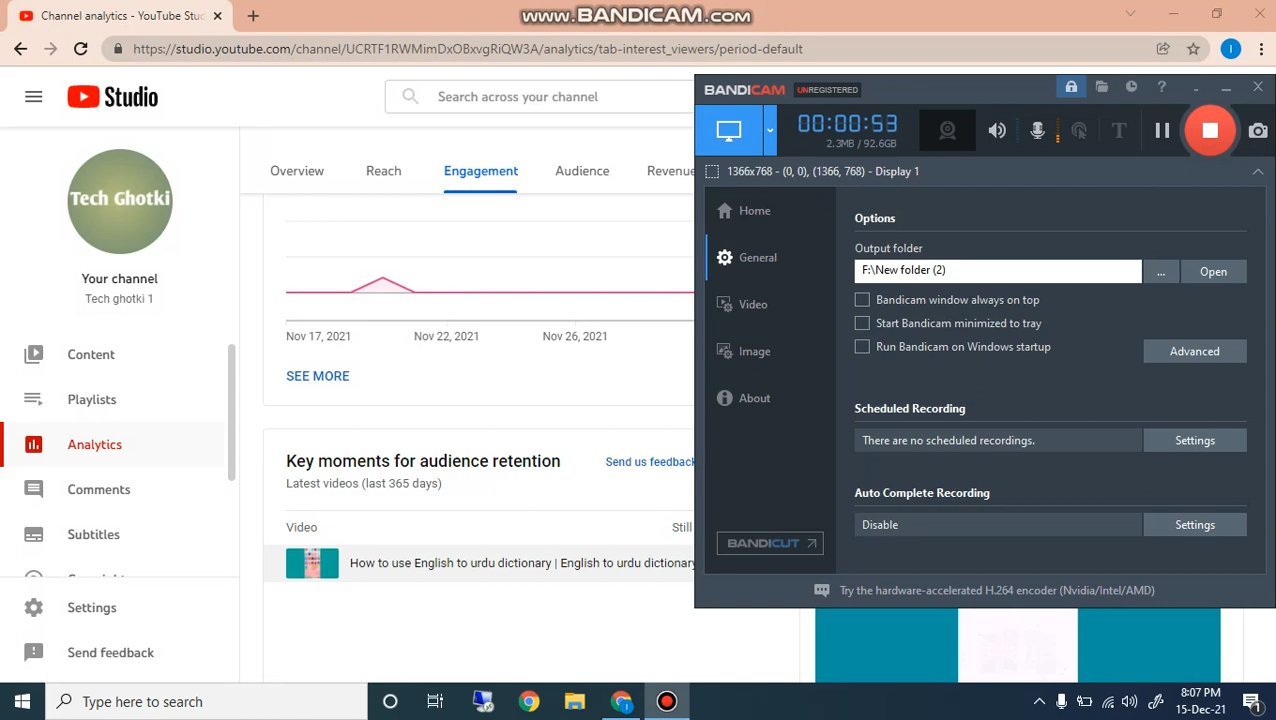 Channel analytics - YouTube Stu
www.BANDICAM.com
https://studio.youtube.com/channel/UCRTF1RWMimDxOBxvgRiQW3A/analytics/tab-interest_viewers/period-default
I
Studio
Search across your channel
Tech Ghotki
Your channel
Tech ghotki 1
Content
Playlists
Analytics
Comments
Subtitles
Settings
Send feedback
Overview
Reach
Engagement
Audience
Revenue
Nov 17, 2021
Nov 22, 2021
Nov 26, 2021
SEE MORE
Key moments for audience retention
Send us feedback
Latest videos (last 365 days)
Video
Still
How to use English to urdu dictionary | English to urdu dictionary
BANDICAM
UNREGISTERED
00:00:53
2.3MB / 92.6GB
1366x768 - (0, 0), (1366, 768) - Display 1
Home
General
Video
Image
About
BANDICUT
Options
Output folder
F:\New folder (2)
...
Open
Bandicam window always on top
Start Bandicam minimized to tray
Run Bandicam on Windows startup
Advanced
Scheduled Recording
There are no scheduled recordings.
Settings
Auto Complete Recording
Disable
Settings
Try the hardware-accelerated H.264 encoder (Nvidia/Intel/AMD)
Type here to search
8:07 PM
15-Dec-21
1